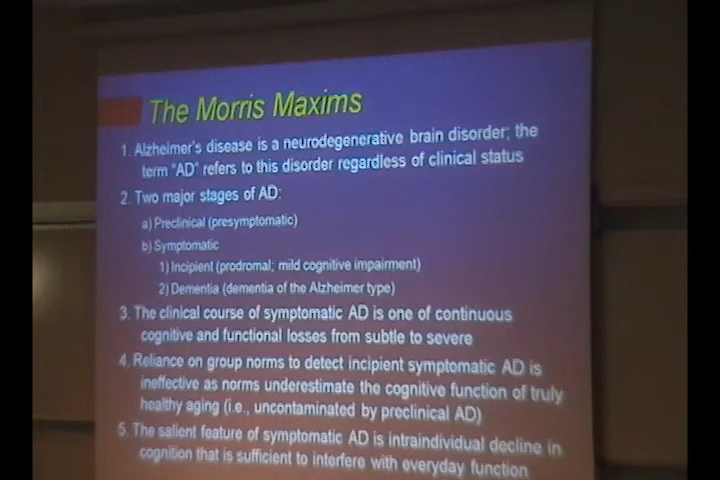 The Morris Maxims
1. Alzheimer's disease is a neurodegenerative brain disorder; the
term "AD" refers to this disorder regardless of clinical status
2. Two major stages of AD:
a) Preclinical (presymptomatic)
b) Symptomatic
1) Incipient (prodromal; mild cognitive impairment)
2) Dementia (dementia of the Alzheimer type)
3. The clinical course of symptomatic AD is one of continuous
cognitive and functional losses from subtle to severe
4. Reliance on group norms to detect incipient symptomatic AD is
ineffective as norms underestimate the cognitive function of truly
healthy aging (i.e., uncontaminated by preclinical AD)
5. The salient feature of symptomatic AD is intraindividual decline in
cognition that is sufficient to interfere with everyday function